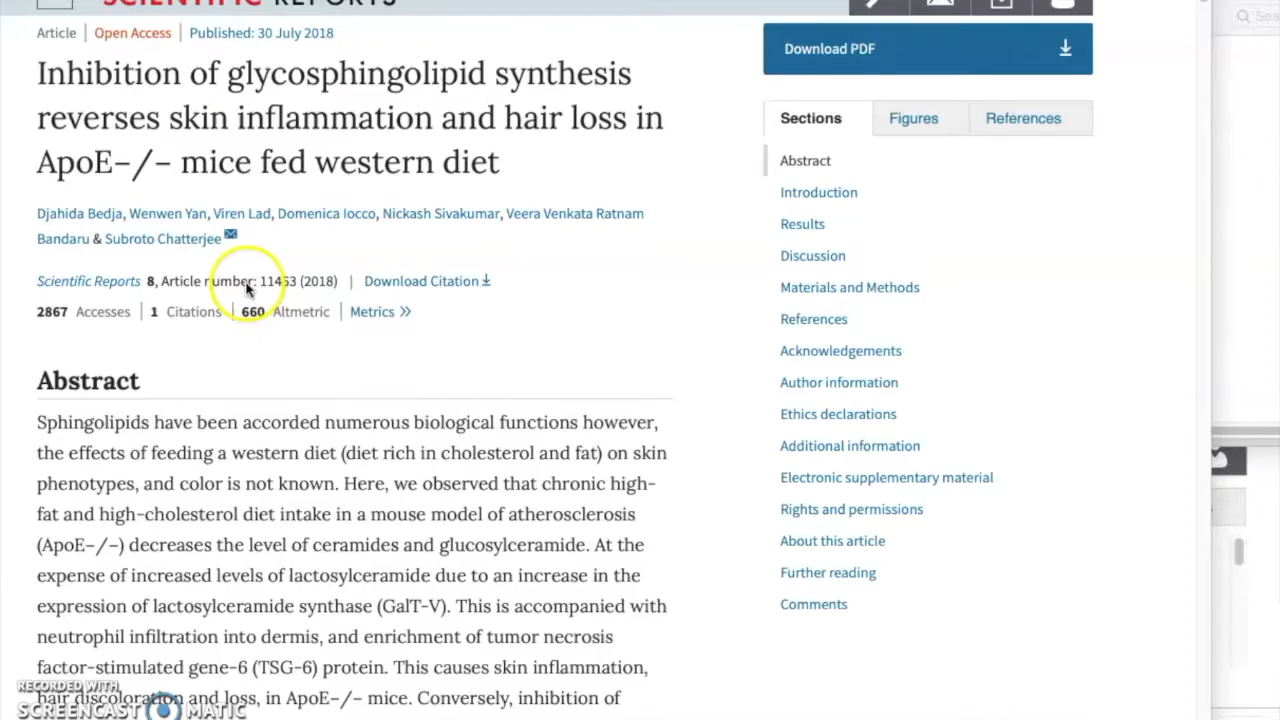 SCIENTIFIC REPORTS
Article | Open Access | Published: 30 July 2018
Inhibition of glycosphingolipid synthesis
reverses skin inflammation and hair loss in
ApoE−/− mice fed western diet
Djahida Bedja, Wenwen Yan, Viren Lad, Domenica Iocco, Nickash Sivakumar, Veera Venkata Ratnam
Bandaru & Subroto Chatterjee
Scientific Reports 8, Article number: 11453 (2018) | Download Citation
2867 Accesses | 1 Citations | 660 Altmetric | Metrics »
Abstract
Sphingolipids have been accorded numerous biological functions however,
the effects of feeding a western diet (diet rich in cholesterol and fat) on skin
phenotypes, and color is not known. Here, we observed that chronic high-
fat and high-cholesterol diet intake in a mouse model of atherosclerosis
(ApoE−/−) decreases the level of ceramides and glucosylceramide. At the
expense of increased levels of lactosylceramide due to an increase in the
expression of lactosylceramide synthase (GalT-V). This is accompanied with
neutrophil infiltration into dermis, and enrichment of tumor necrosis
factor-stimulated gene-6 (TSG-6) protein. This causes skin inflammation,
hair discoloration and loss, in ApoE−/− mice. Conversely, inhibition of
RECORDED WITH
SCREENCAST MATIC
Download PDF
Sections
Figures
References
Abstract
Introduction
Results
Discussion
Materials and Methods
References
Acknowledgements
Author information
Ethics declarations
Additional information
Electronic supplementary material
Rights and permissions
About this article
Further reading
Comments